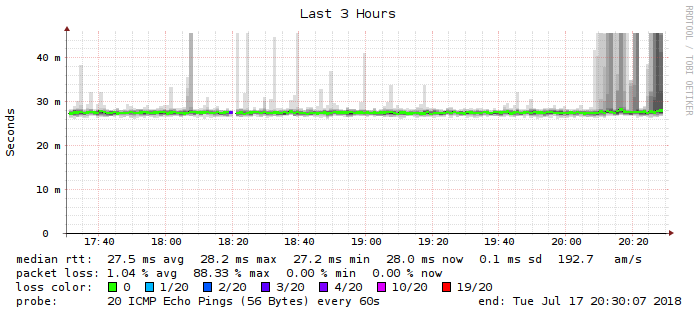 Last 3 Hours
RRDTOOL / TOBI OETIKER
Seconds
40 m
30 m
20 m
10 m
0
17:40 18:00 18:20 18:40 19:00 19:20 19:40 20:00 20:20
median rtt: 27.5 ms avg 28.2 ms max 27.2 ms min 28.0 ms now 0.1 ms sd 192.7 am/s
packet loss: 1.04 % avg 88.33 % max 0.00 % min 0.00 % now
loss color: 0 1/20 2/20 3/20 4/20 10/20 19/20
probe: 20 ICMP Echo Pings (56 Bytes) every 60s end: Tue Jul 17 20:30:07 2018